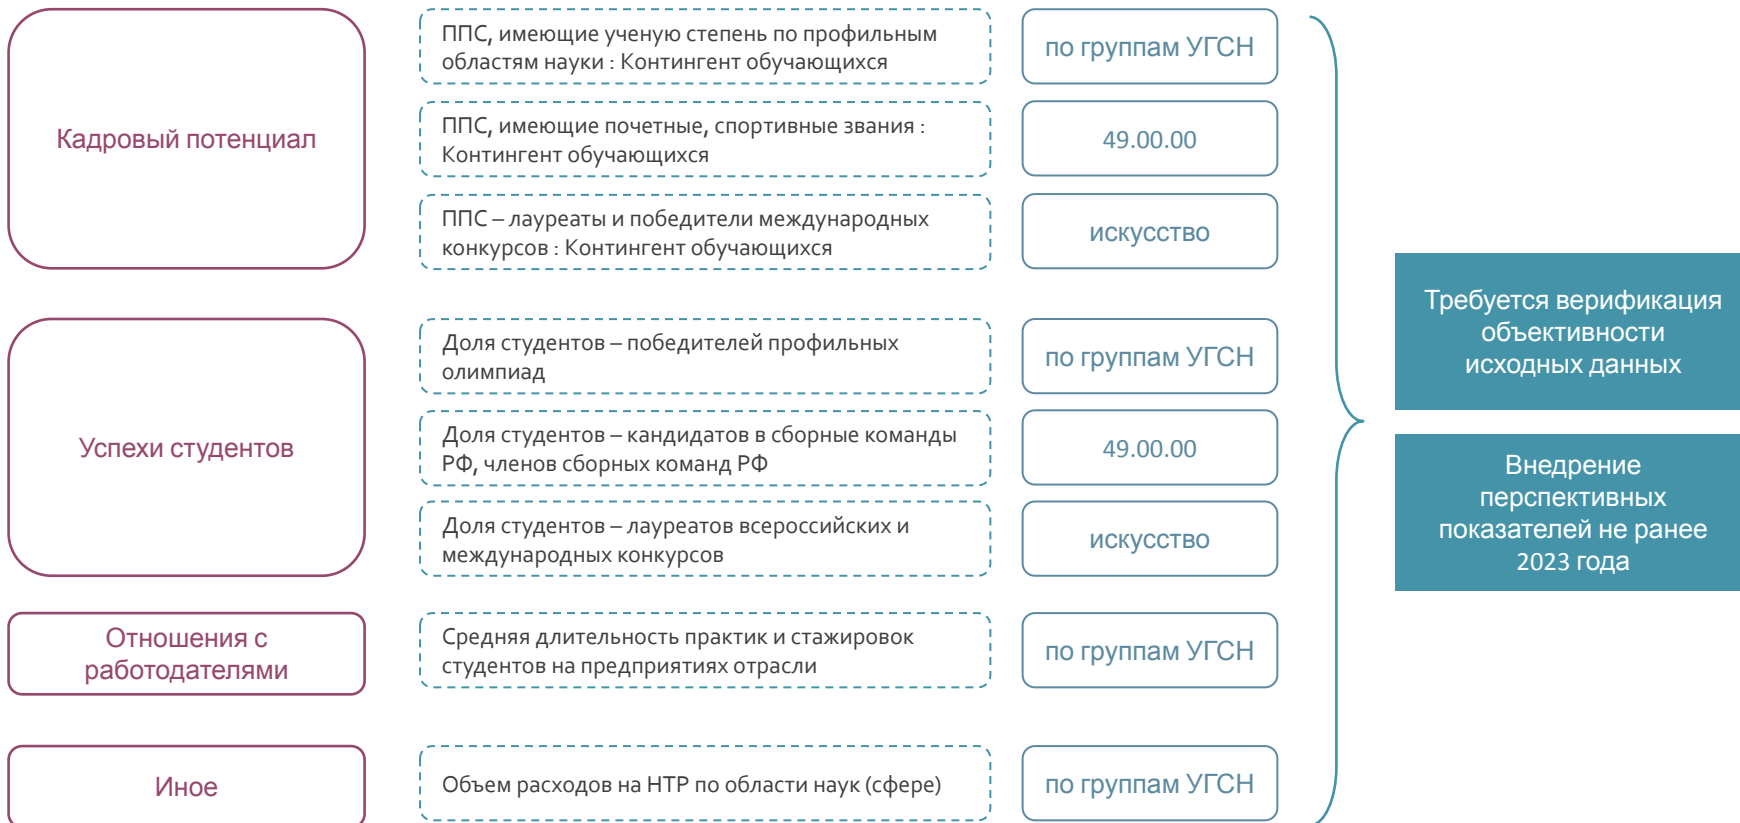 Кадровый потенциал
ППС, имеющие ученую степень по профильным
областям науки : Контингент обучающихся
по группам УГСН
ППС, имеющие почетные, спортивные звания :
Контингент обучающихся
49.00.00
ППС – лауреаты и победители международных
конкурсов : Контингент обучающихся
искусство
Успехи студентов
Доля студентов – победителей профильных
олимпиад
по группам УГСН
Доля студентов – кандидатов в сборные команды
РФ, членов сборных команд РФ
49.00.00
Доля студентов – лауреатов всероссийских и
международных конкурсов
искусство
Отношения с
работодателями
Средняя длительность практик и стажировок
студентов на предприятиях отрасли
по группам УГСН
Иное
Объем расходов на НТР по области наук (сфере)
по группам УГСН
Требуется верификация
объективности
исходных данных
Внедрение
перспективных
показателей не ранее
2023 года